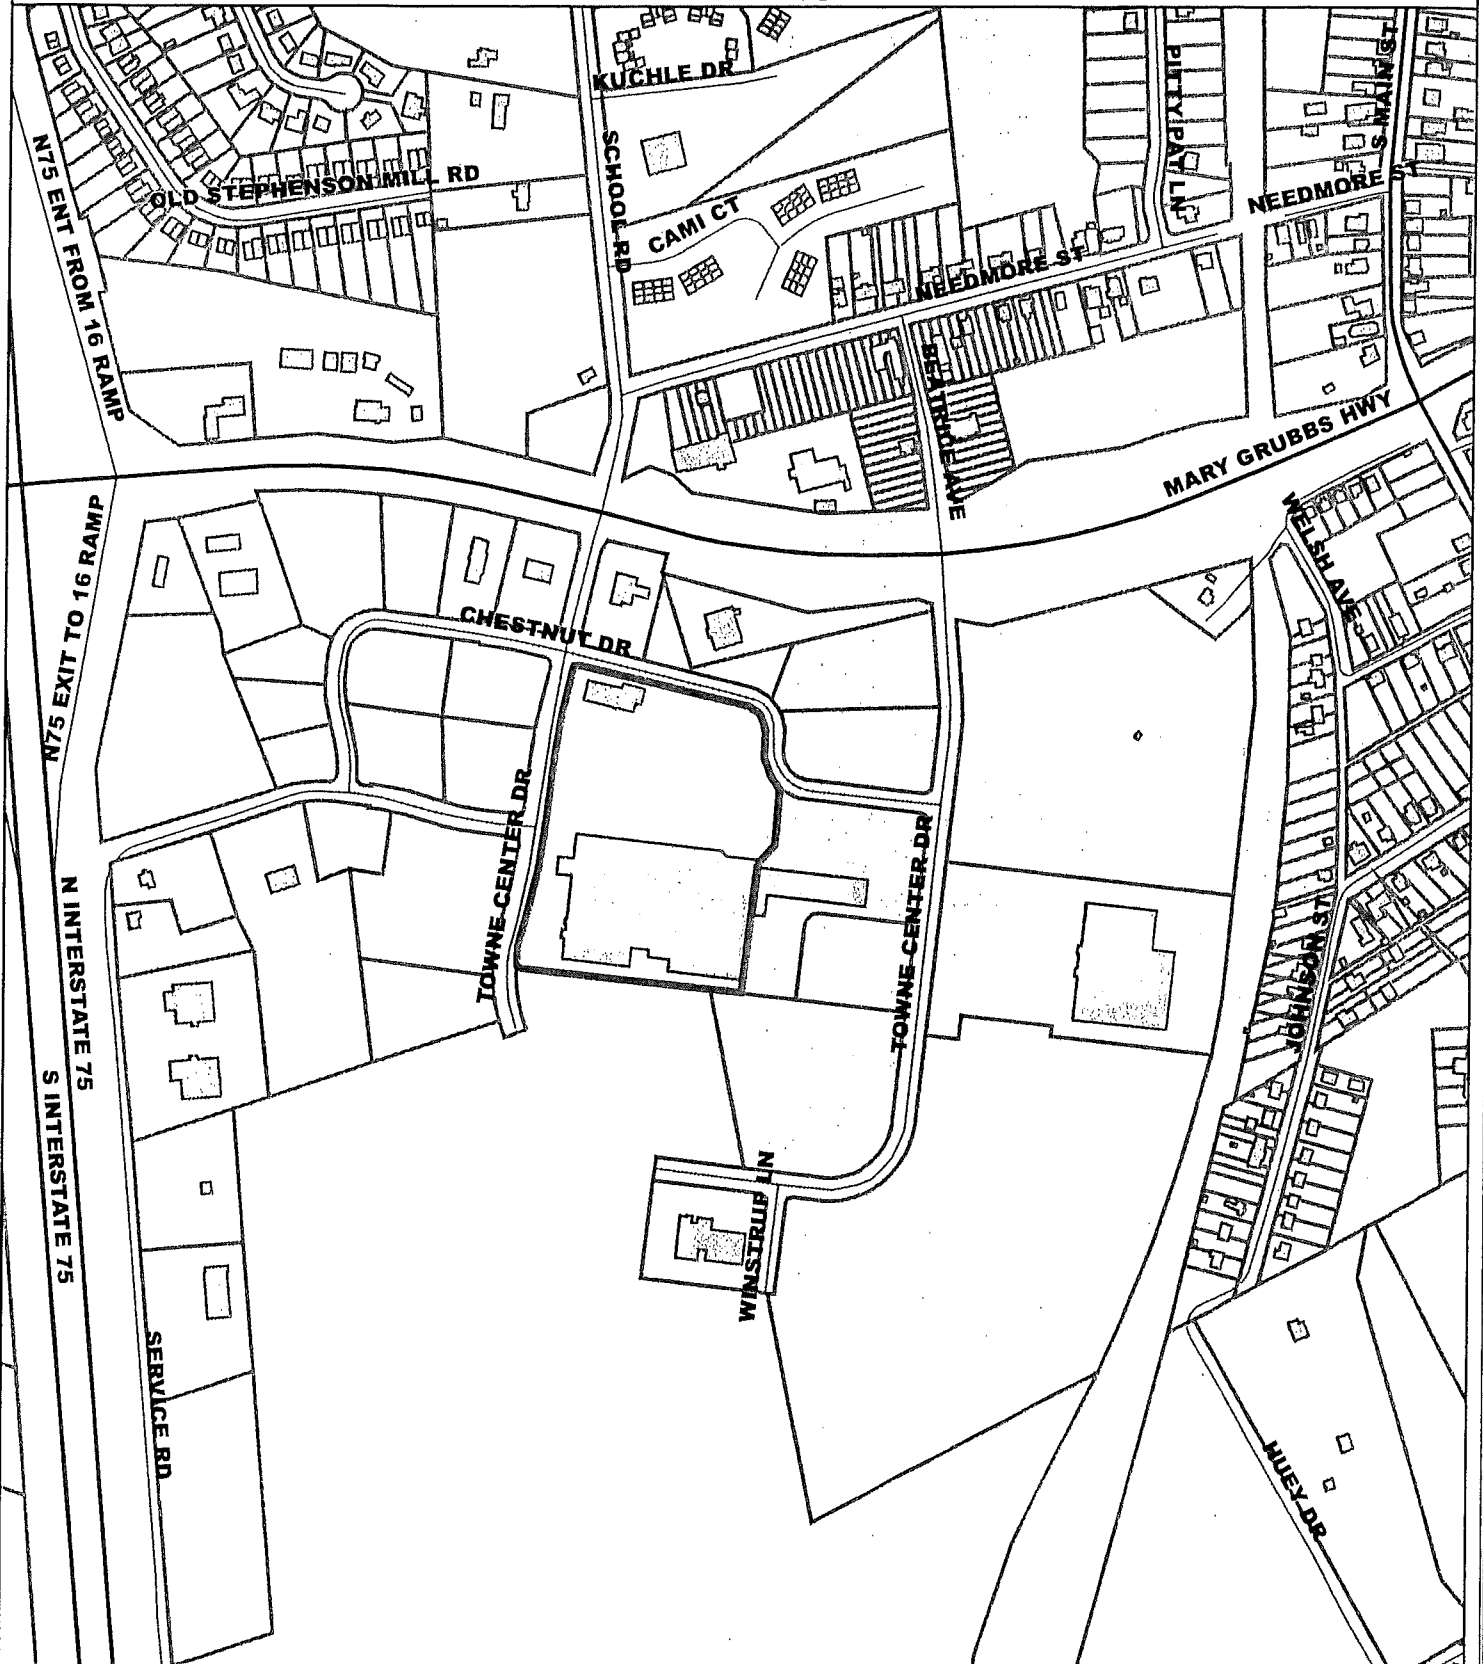 KUCHLE DR
PITTY PAT LN
S MAIN ST
N75 ENT FROM 16 RAMP
OLD STEPHENSON MILL RD
SCHOOL RD
CAMI CT
NEEDMORE ST
NEEDMORE ST
BEATRICE AVE
MARY GRUBBS HWY
WELSH AVE
N75 EXIT TO 16 RAMP
CHESTNUT DR
TOWNE CENTER DR
TOWNE CENTER DR
N INTERSTATE 75
S INTERSTATE 75
JOHNSON ST
WINSTRUP LN
SERVICE RD
HUEY DR